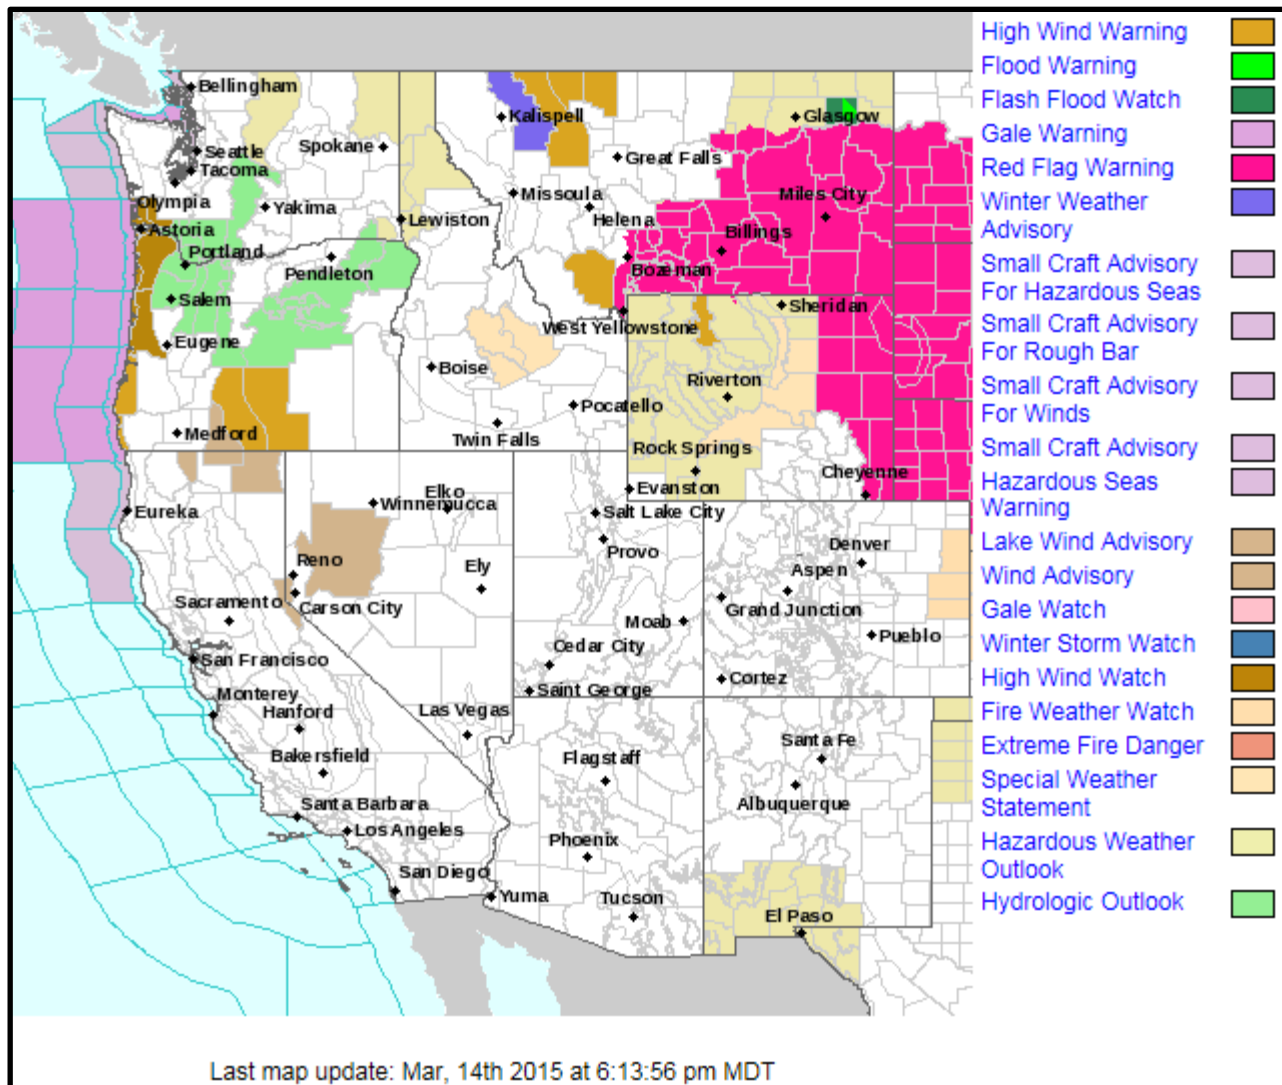 High Wind Warning
Flood Warning
Flash Flood Watch
Gale Warning
Red Flag Warning
Winter Weather
Advisory
Small Craft Advisory
For Hazardous Seas
Small Craft Advisory
For Rough Bar
Small Craft Advisory
For Winds
Small Craft Advisory
Hazardous Seas
Warning
Lake Wind Advisory
Wind Advisory
Gale Watch
Winter Storm Watch
High Wind Watch
Fire Weather Watch
Extreme Fire Danger
Special Weather
Statement
Hazardous Weather
Outlook
Hydrologic Outlook
Bellingham
Kalispell
Glasgow
Seattle
Spokane
Great Falls
Tacoma
Olympia
Yakima
Missoula
Miles City
Lewiston
Helena
Astoria
Billings
Portland
Pendleton
Bozeman
Salem
Sheridan
West Yellowstone
Eugene
Boise
Riverton
Pocatello
Medford
Twin Falls
Rock Springs
Cheyenne
Evanston
Elko
Winnemucca
Eureka
Salt Lake City
Provo
Denver
Reno
Ely
Aspen
Sacramento
Carson City
Grand Junction
Moab
Pueblo
Cedar City
San Francisco
Cortez
Saint George
Monterey
Hanford
Las Vegas
Santa Fe
Bakersfield
Flagstaff
Albuquerque
Santa Barbara
Los Angeles
Phoenix
San Diego
Yuma
Tucson
El Paso
Last map update: Mar, 14th 2015 at 6:13:56 pm MDT